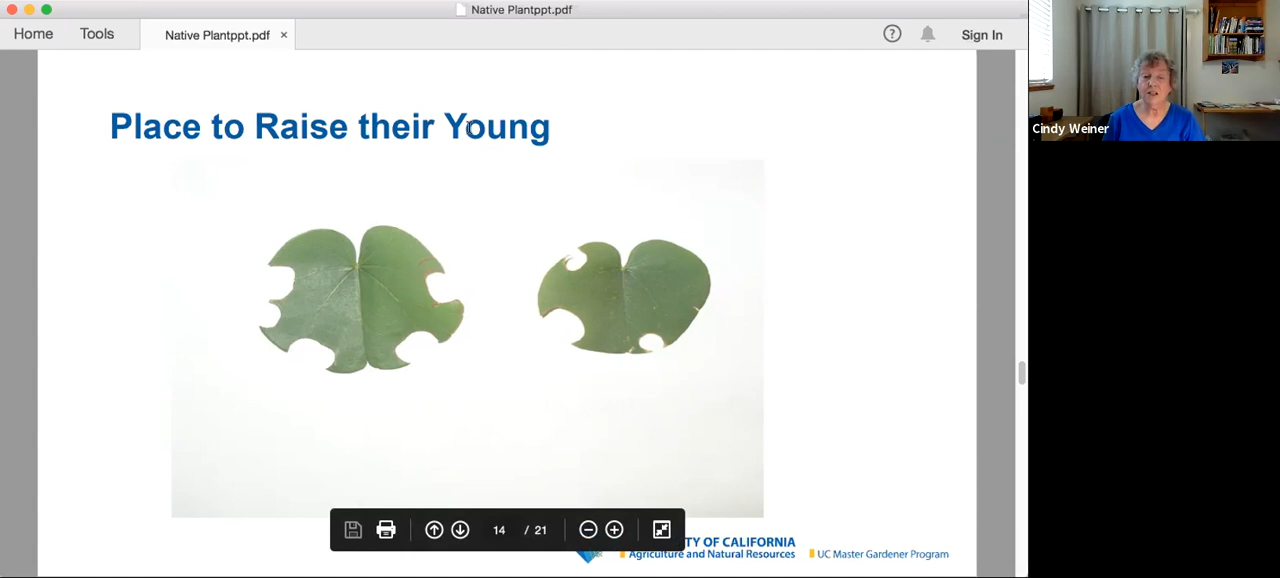 Native Plantppt.pdf
Home
Tools
Native Plantppt.pdf ×
?
Sign In
Place to Raise their Young
Cindy Weiner
14 / 21
TY OF CALIFORNIA
Agriculture and Natural Resources
UC Master Gardener Program